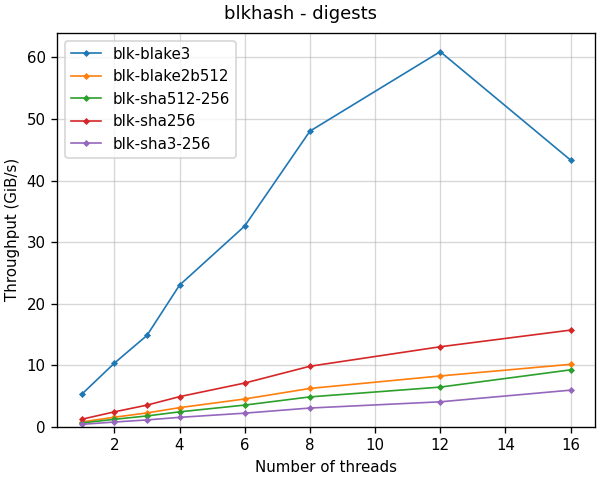 blkhash - digests
blk-blake3
blk-blake2b512
blk-sha512-256
blk-sha256
blk-sha3-256
Throughput (GiB/s)
60
50
40
30
20
10
0
2 4 6 8 10 12 14 16
Number of threads